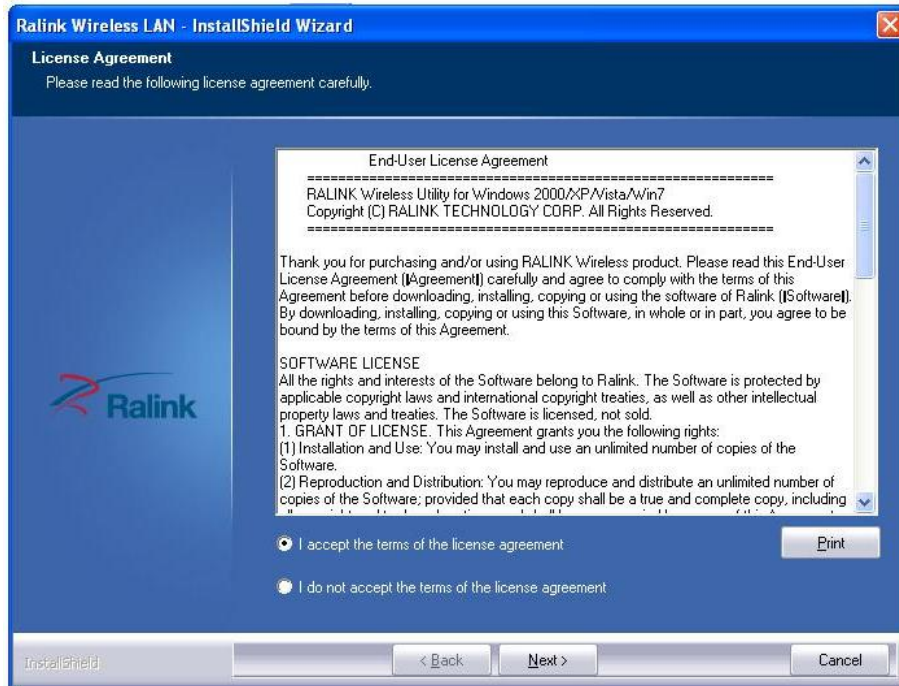 Ralink Wireless LAN - InstallShield Wizard
License Agreement
Please read the following license agreement carefully.
End-User License Agreement
===========================================================
RALINK Wireless Utility for Windows 2000/XP/Vista/Win7
Copyright (C) RALINK TECHNOLOGY CORP. All Rights Reserved.
===========================================================
Thank you for purchasing and/or using RALINK Wireless product. Please read this End-User
License Agreement (|Agreement|) carefully and agree to comply with the terms of this
Agreement before downloading, installing, copying or using the software of Ralink (|Software|).
By downloading, installing, copying or using this Software, in whole or in part, you agree to be
bound by the terms of this Agreement.
SOFTWARE LICENSE
All the rights and interests of the Software belong to Ralink. The Software is protected by
applicable copyright laws and international copyright treaties, as well as other intellectual
property laws and treaties. The Software is licensed, not sold.
1. GRANT OF LICENSE. This Agreement grants you the following rights:
(1) Installation and Use: You may install and use an unlimited number of copies of the
Software.
(2) Reproduction and Distribution: You may reproduce and distribute an unlimited number of
copies of the Software; provided that each copy shall be a true and complete copy, including
Ralink
I accept the terms of the license agreement
Print
I do not accept the terms of the license agreement
InstallShield
< Back
Next >
Cancel